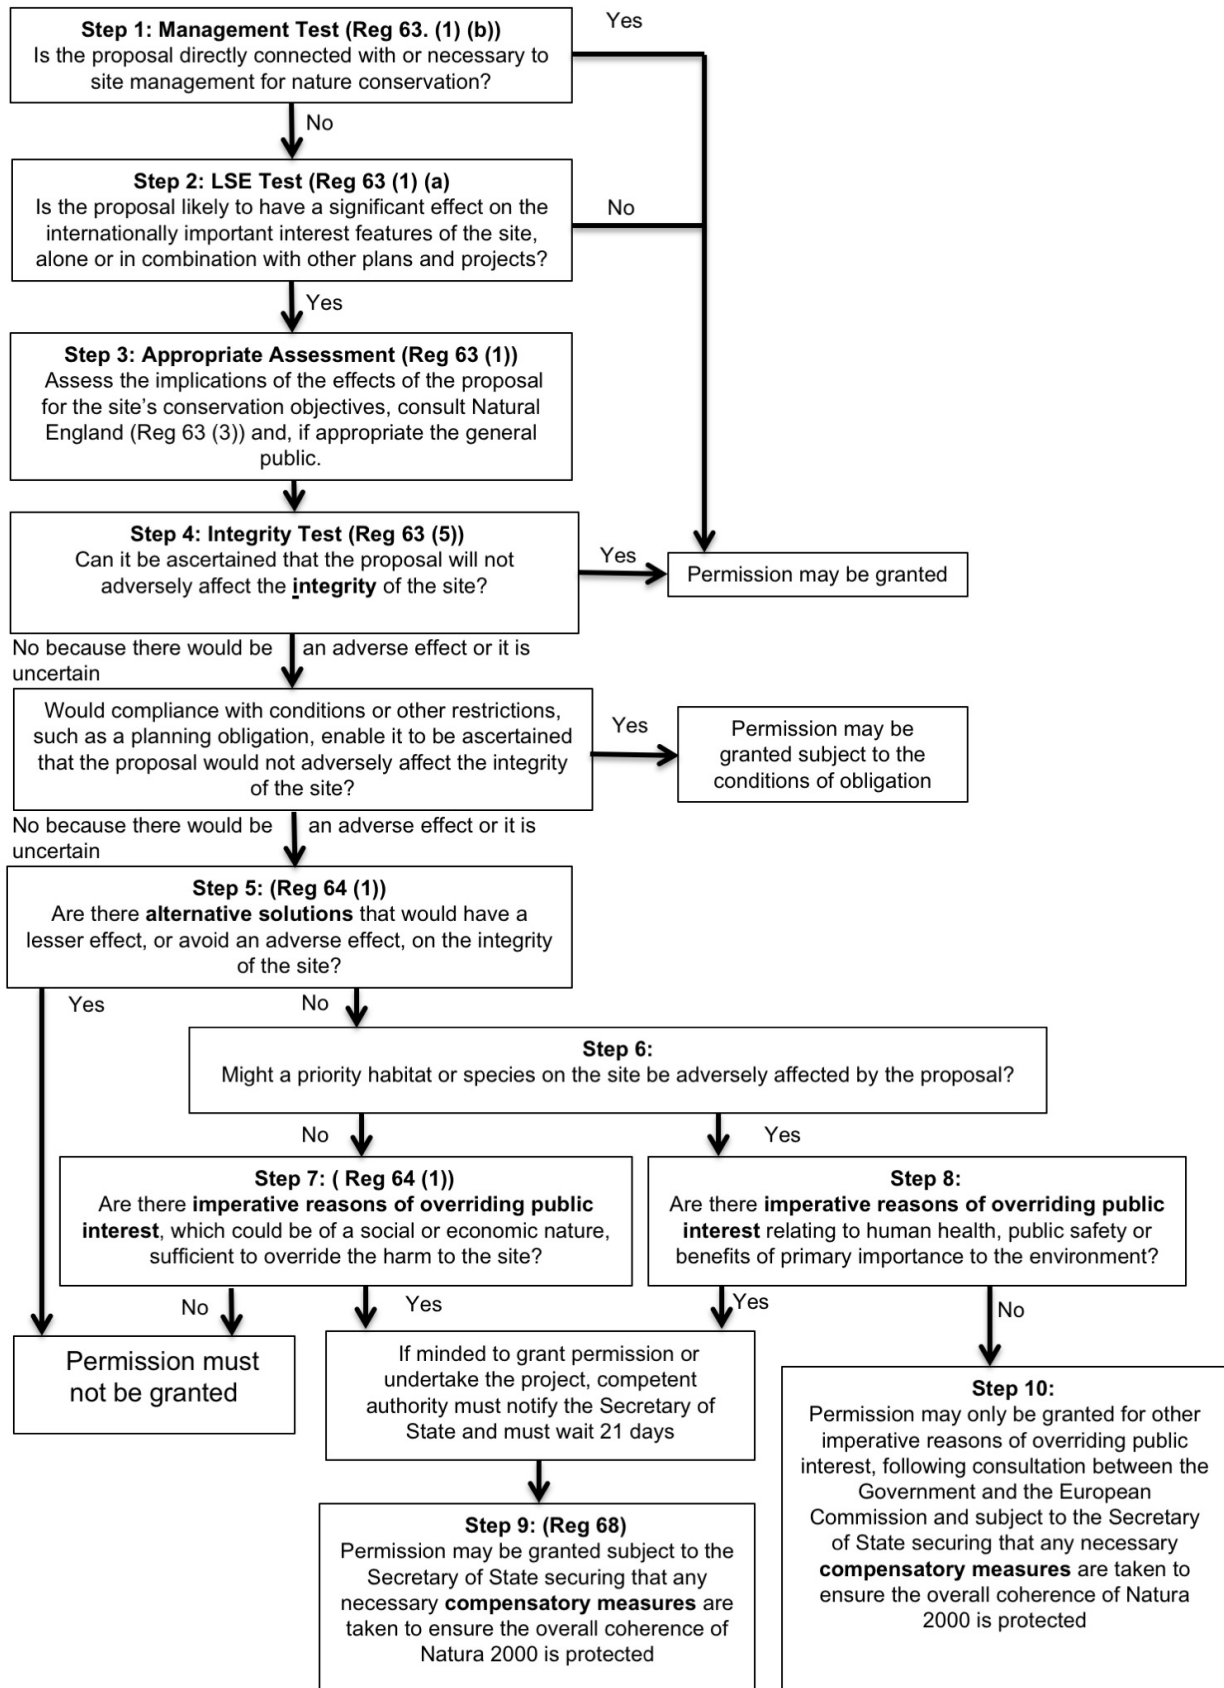 Step 1: Management Test (Reg 63. (1) (b))
Is the proposal directly connected with or necessary to
site management for nature conservation?
Yes
No
Step 2: LSE Test (Reg 63 (1) (a)
Is the proposal likely to have a significant effect on the
internationally important interest features of the site,
alone or in combination with other plans and projects?
No
Yes
Step 3: Appropriate Assessment (Reg 63 (1))
Assess the implications of the effects of the proposal
for the site’s conservation objectives, consult Natural
England (Reg 63 (3)) and, if appropriate the general
public.
Step 4: Integrity Test (Reg 63 (5))
Can it be ascertained that the proposal will not
adversely affect the integrity of the site?
Yes
Permission may be granted
No because there would be an adverse effect or it is
uncertain
Would compliance with conditions or other restrictions,
such as a planning obligation, enable it to be ascertained
that the proposal would not adversely affect the integrity
of the site?
Yes
Permission may be
granted subject to the
conditions of obligation
No because there would be an adverse effect or it is
uncertain
Step 5: (Reg 64 (1))
Are there alternative solutions that would have a
lesser effect, or avoid an adverse effect, on the integrity
of the site?
Yes
No
Step 6:
Might a priority habitat or species on the site be adversely affected by the proposal?
No
Yes
Step 7: ( Reg 64 (1))
Are there imperative reasons of overriding public
interest, which could be of a social or economic nature,
sufficient to override the harm to the site?
Step 8:
Are there imperative reasons of overriding public
interest relating to human health, public safety or
benefits of primary importance to the environment?
No
Yes
Yes
No
Permission must
not be granted
If minded to grant permission or
undertake the project, competent
authority must notify the Secretary of
State and must wait 21 days
Step 9: (Reg 68)
Permission may be granted subject to the
Secretary of State securing that any
necessary compensatory measures are
taken to ensure the overall coherence of
Natura 2000 is protected
Step 10:
Permission may only be granted for other
imperative reasons of overriding public
interest, following consultation between the
Government and the European
Commission and subject to the Secretary
of State securing that any necessary
compensatory measures are taken to
ensure the overall coherence of Natura
2000 is protected